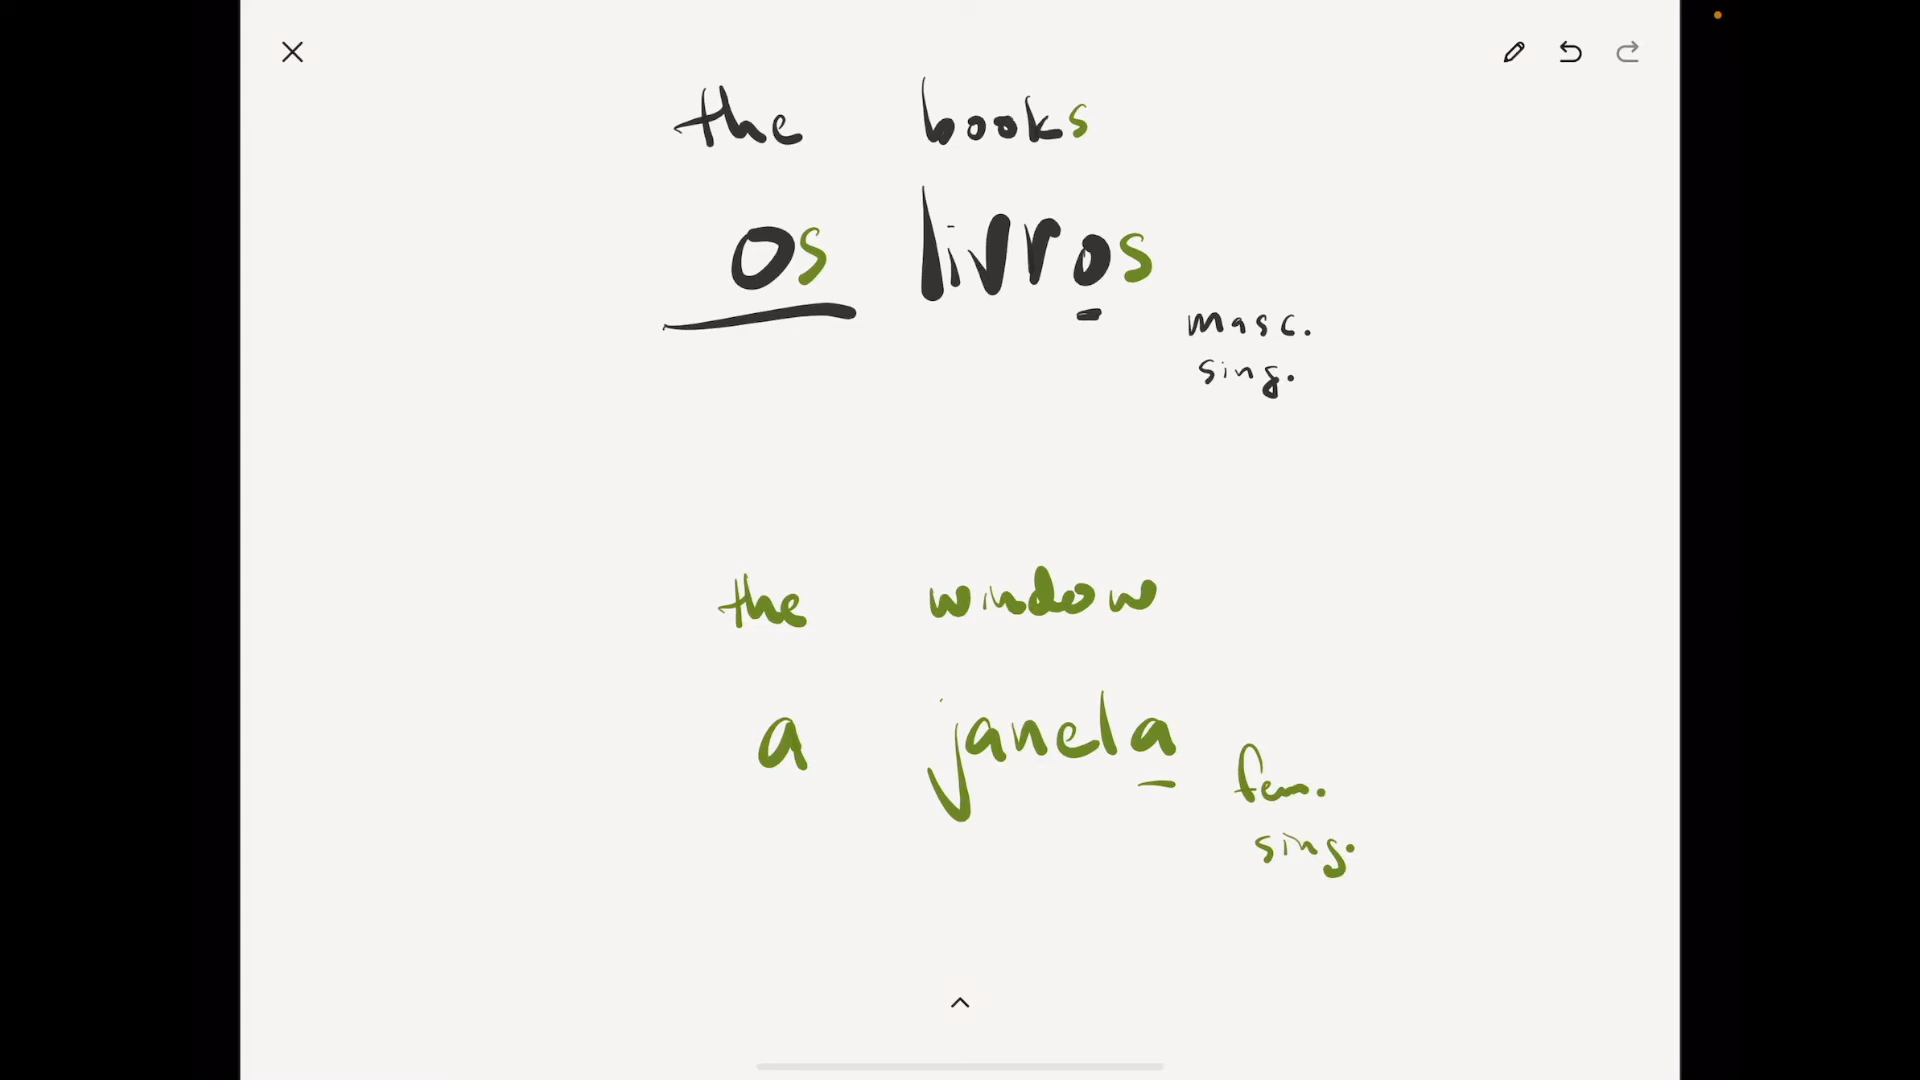 the books
os livros
masc.
sing.
the window
a janela
fem.
sing.